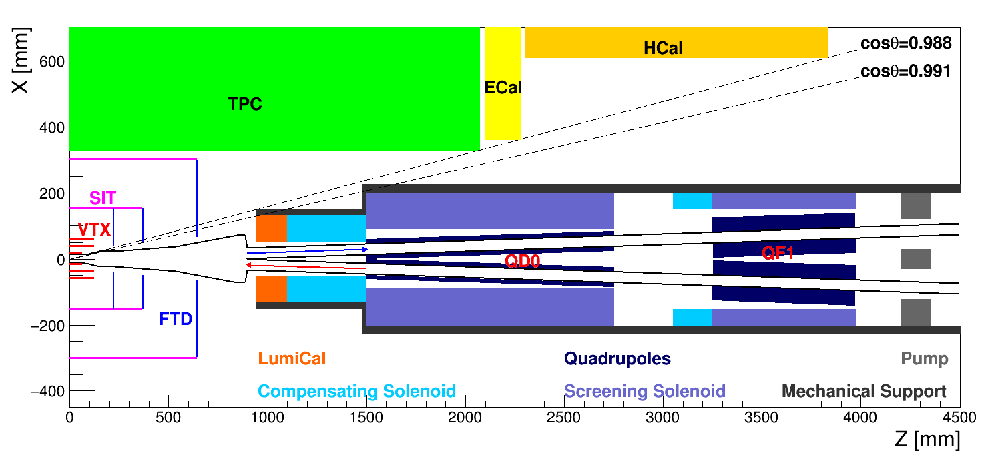 X [mm]
600
400
200
0
−200
−400
TPC
ECal
HCal
cosθ=0.988
cosθ=0.991
SIT
VTX
FTD
QD0
QF1
LumiCal
Quadrupoles
Pump
Compensating Solenoid
Screening Solenoid
Mechanical Support
0 500 1000 1500 2000 2500 3000 3500 4000 4500
Z [mm]